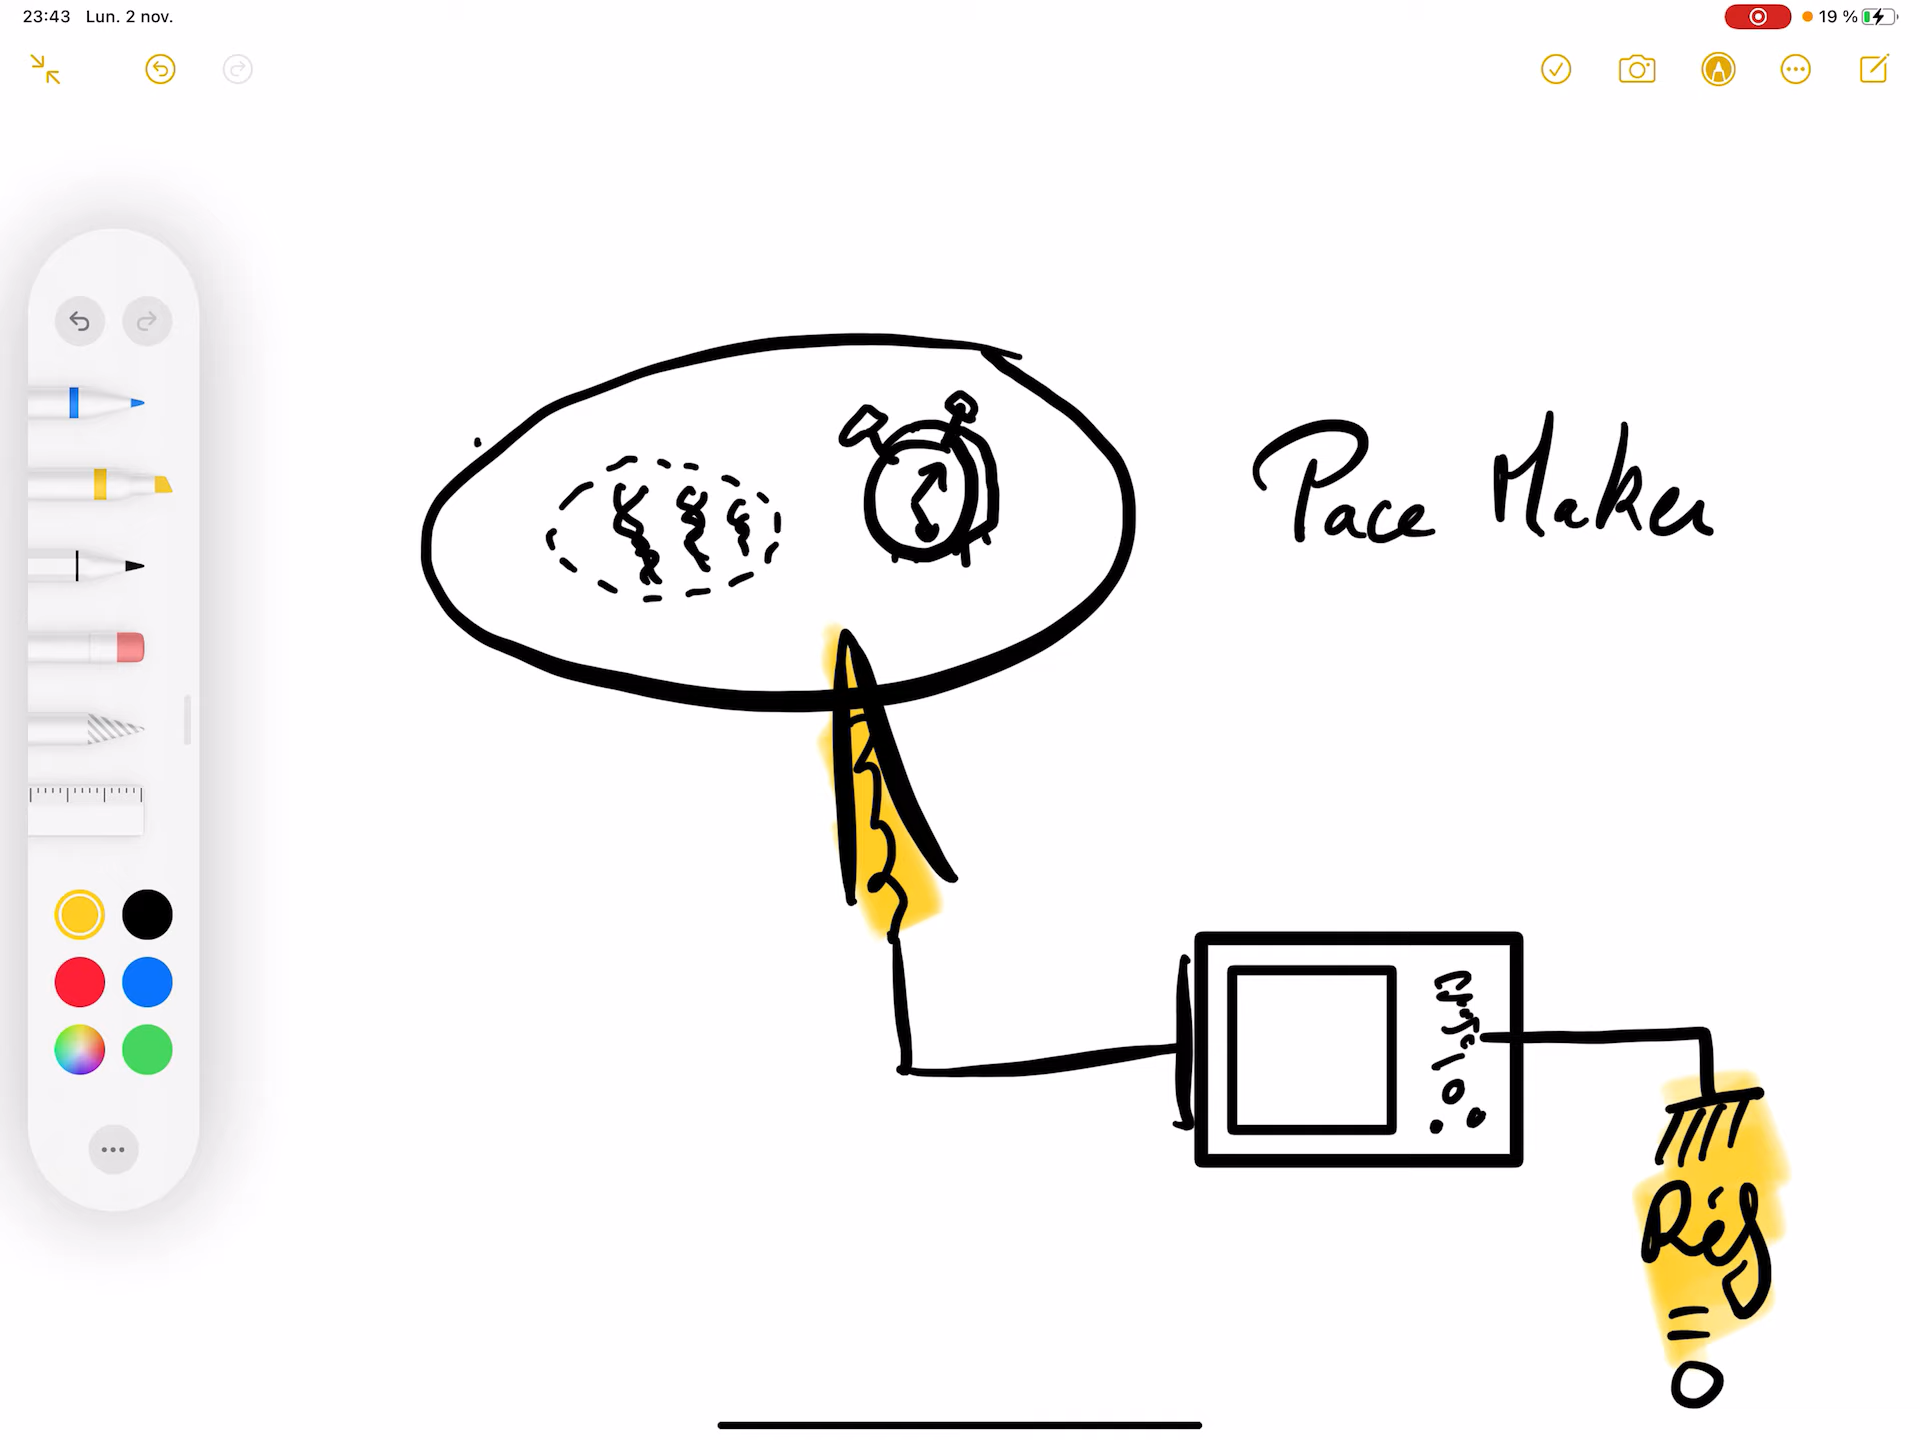 23:43 Lun. 2 nov. 19 %
Pace Maker
Réf
=
0